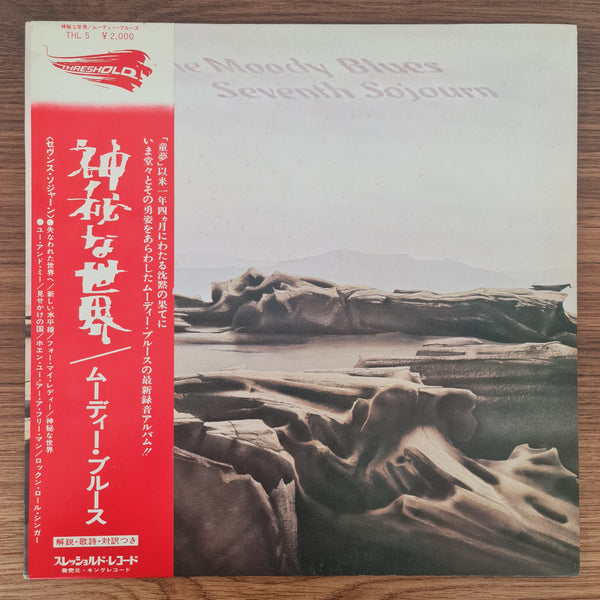 神秘な世界/ムーディー・ブルース
THL 5 ¥2,000
THRESHOLD
The Moody Blues
Seventh Sojourn
「童夢」以来一年四ヵ月にわたる沈黙の果てに
いま堂々とその勇姿をあらわしたムーディー・ブルースの最新録音アルバム!!
神秘な世界/ムーディー・ブルース
〈セヴンス・ソジャーン〉●失なわれた世界へ/新しい水平線/フォー・マイ・レディー/神秘な世界
●ユー・アンド・ミー/見せかけの国/ホエン・ユーアー・ア・フリー・マン/ロックン・ロール・シンガー
解説・歌詩・対訳つき
スレッショルド・レコード
発売元・キングレコード